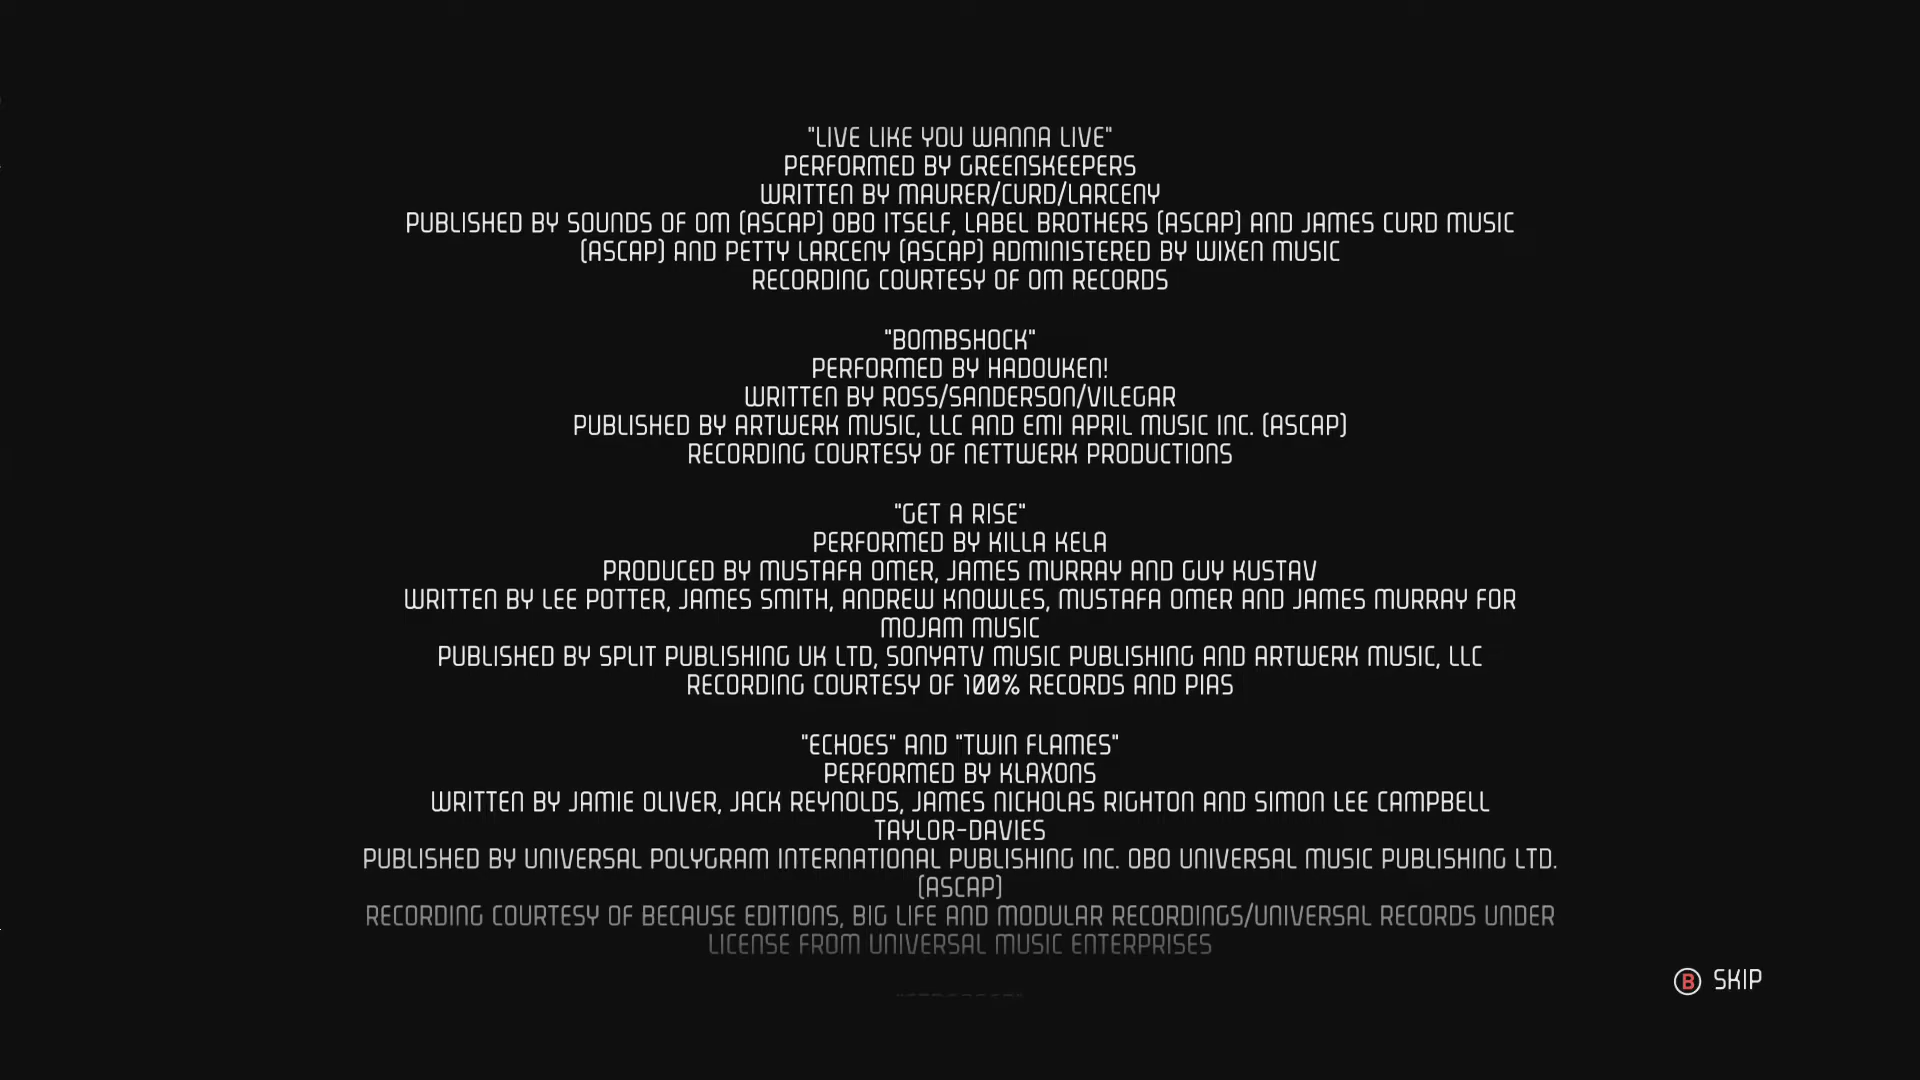 "LIVE LIKE YOU WANNA LIVE"
PERFORMED BY GREENSKEEPERS
WRITTEN BY MAURER/CURD/LARCENY
PUBLISHED BY SOUNDS OF OM (ASCAP) OBO ITSELF, LABEL BROTHERS (ASCAP) AND JAMES CURD MUSIC
(ASCAP) AND PETTY LARCENY (ASCAP) ADMINISTERED BY WIXEN MUSIC
RECORDING COURTESY OF OM RECORDS
"BOMBSHOCK"
PERFORMED BY HADOUKEN!
WRITTEN BY ROSS/SANDERSON/VILEGAR
PUBLISHED BY ARTWERK MUSIC, LLC AND EMI APRIL MUSIC INC. (ASCAP)
RECORDING COURTESY OF NETTWERK PRODUCTIONS
"GET A RISE"
PERFORMED BY KILLA KELA
PRODUCED BY MUSTAFA OMER, JAMES MURRAY AND GUY KUSTAV
WRITTEN BY LEE POTTER, JAMES SMITH, ANDREW KNOWLES, MUSTAFA OMER AND JAMES MURRAY FOR
MOJAM MUSIC
PUBLISHED BY SPLIT PUBLISHING UK LTD, SONYATV MUSIC PUBLISHING AND ARTWERK MUSIC, LLC
RECORDING COURTESY OF 100% RECORDS AND PIAS
"ECHOES" AND "TWIN FLAMES"
PERFORMED BY KLAXONS
WRITTEN BY JAMIE OLIVER, JACK REYNOLDS, JAMES NICHOLAS RIGHTON AND SIMON LEE CAMPBELL
TAYLOR-DAVIES
PUBLISHED BY UNIVERSAL POLYGRAM INTERNATIONAL PUBLISHING INC. OBO UNIVERSAL MUSIC PUBLISHING LTD.
(ASCAP)
RECORDING COURTESY OF BECAUSE EDITIONS, BIG LIFE AND MODULAR RECORDINGS/UNIVERSAL RECORDS UNDER
LICENSE FROM UNIVERSAL MUSIC ENTERPRISES
B SKIP